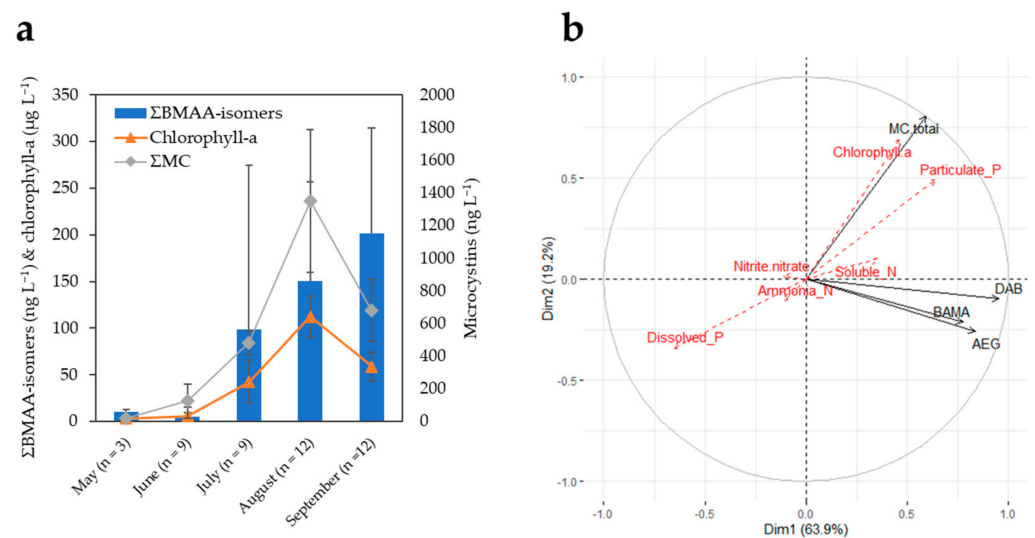 a
ΣBMAA-isomers (ng L⁻¹) & chlorophyll-a (µg L⁻¹)
350
300
250
200
150
100
50
0
ΣBMAA-isomers
Chlorophyll-a
ΣMC
2000
1800
1600
1400
1200
1000
800
600
400
200
0
Microcystins (ng L⁻¹)
May (n = 3)
June (n = 9)
July (n = 9)
August (n = 12)
September (n =12)
b
1.0
0.5
0.0
-0.5
-1.0
Dim2 (19.2%)
MC.total
Chlorophyl.a
Particulate_P
Nitrite.nitrate
Soluble_N
Ammonia_N
DAB
BAMA
AEG
Dissolved_P
-1.0
-0.5
0.0
0.5
1.0
Dim1 (63.9%)